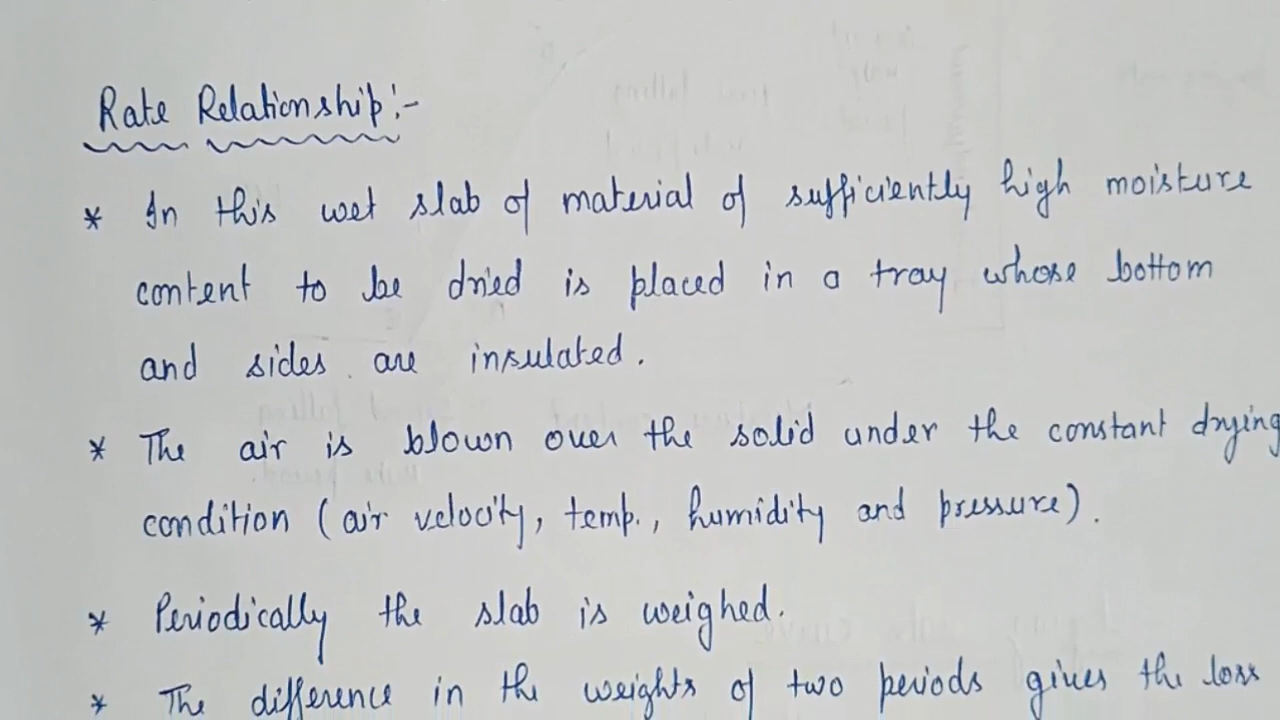 Rate Relationship:-
* In this wet slab of material of sufficiently high moisture
content to be dried is placed in a tray whose bottom
and sides are insulated.
* The air is blown over the solid under the constant drying
condition (air velocity, temp., humidity and pressure).
* Periodically the slab is weighed.
* The difference in the weights of two periods gives the loss